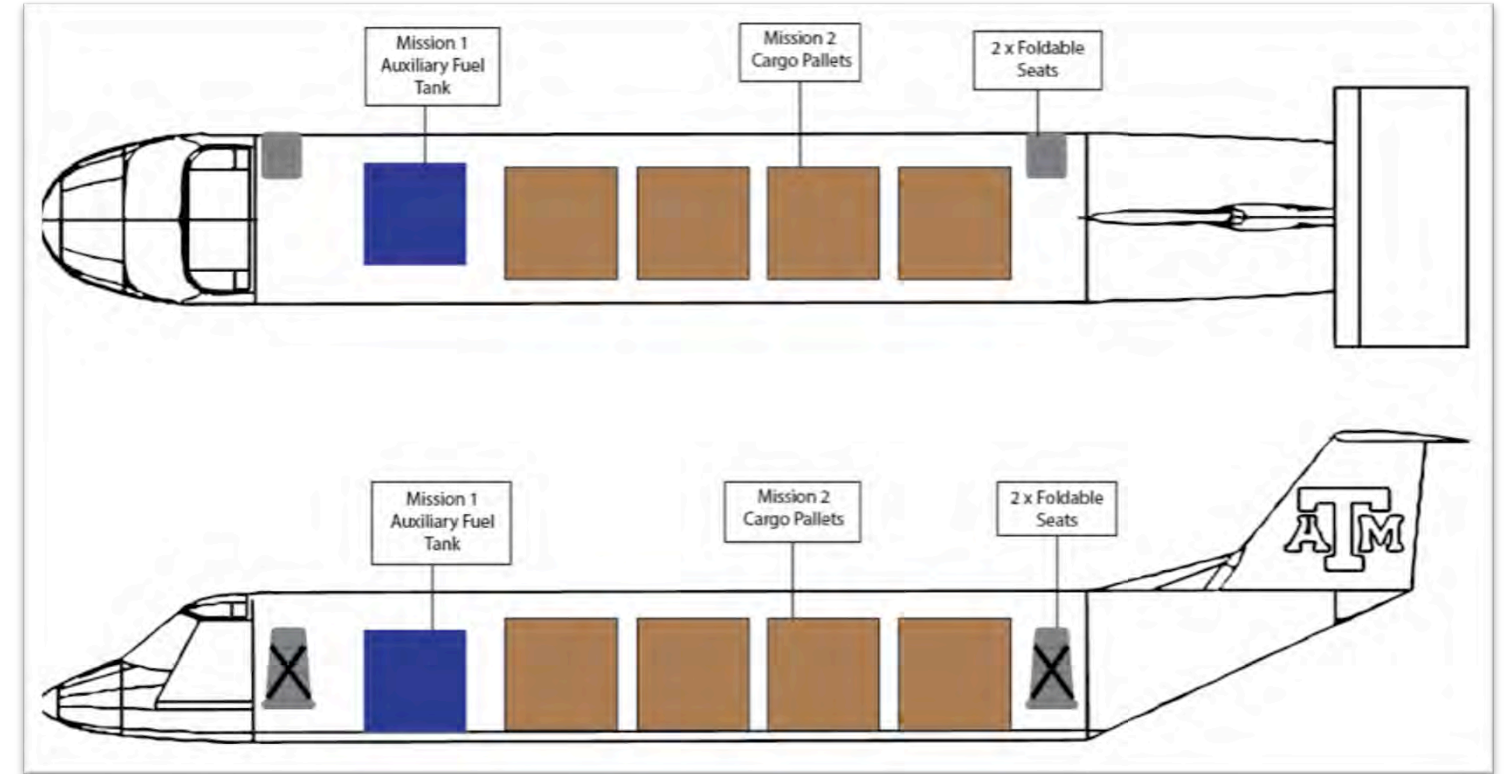 Mission 1
Auxiliary Fuel
Tank
Mission 2
Cargo Pallets
2 x Foldable
Seats
Mission 1
Auxiliary Fuel
Tank
Mission 2
Cargo Pallets
2 x Foldable
Seats
ATM